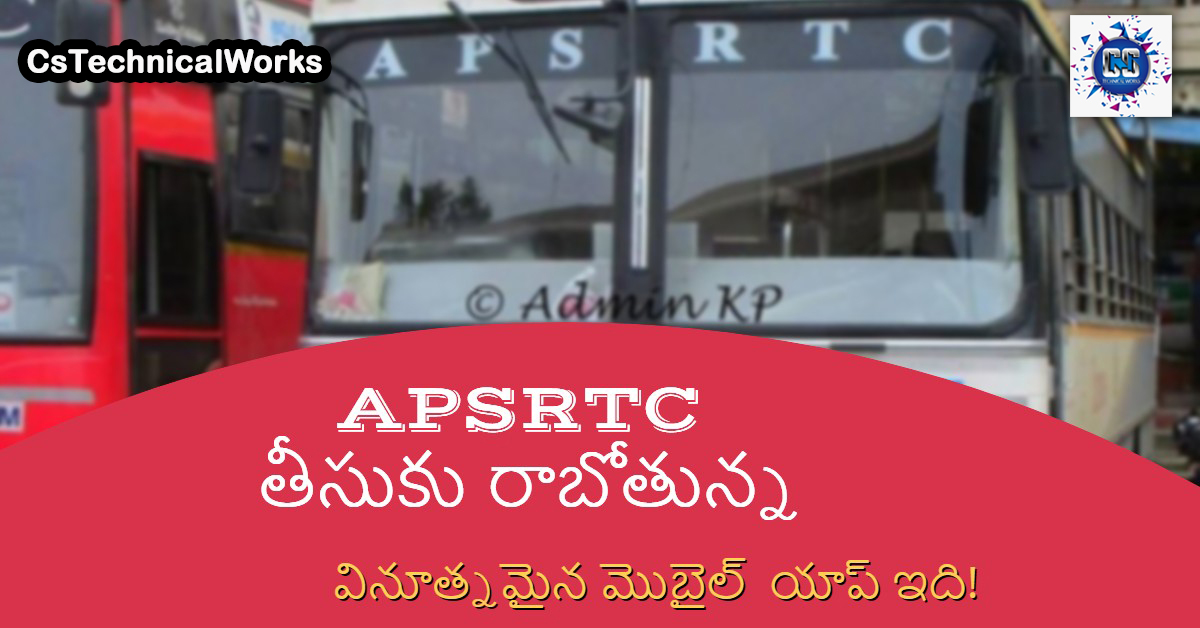 CsTechnicalWorks
A P S R T C
© Admin KP
APSRTC
తీసుకు రాబోతున్న
వినూత్నమైన మొబైల్ యాప్ ఇది!